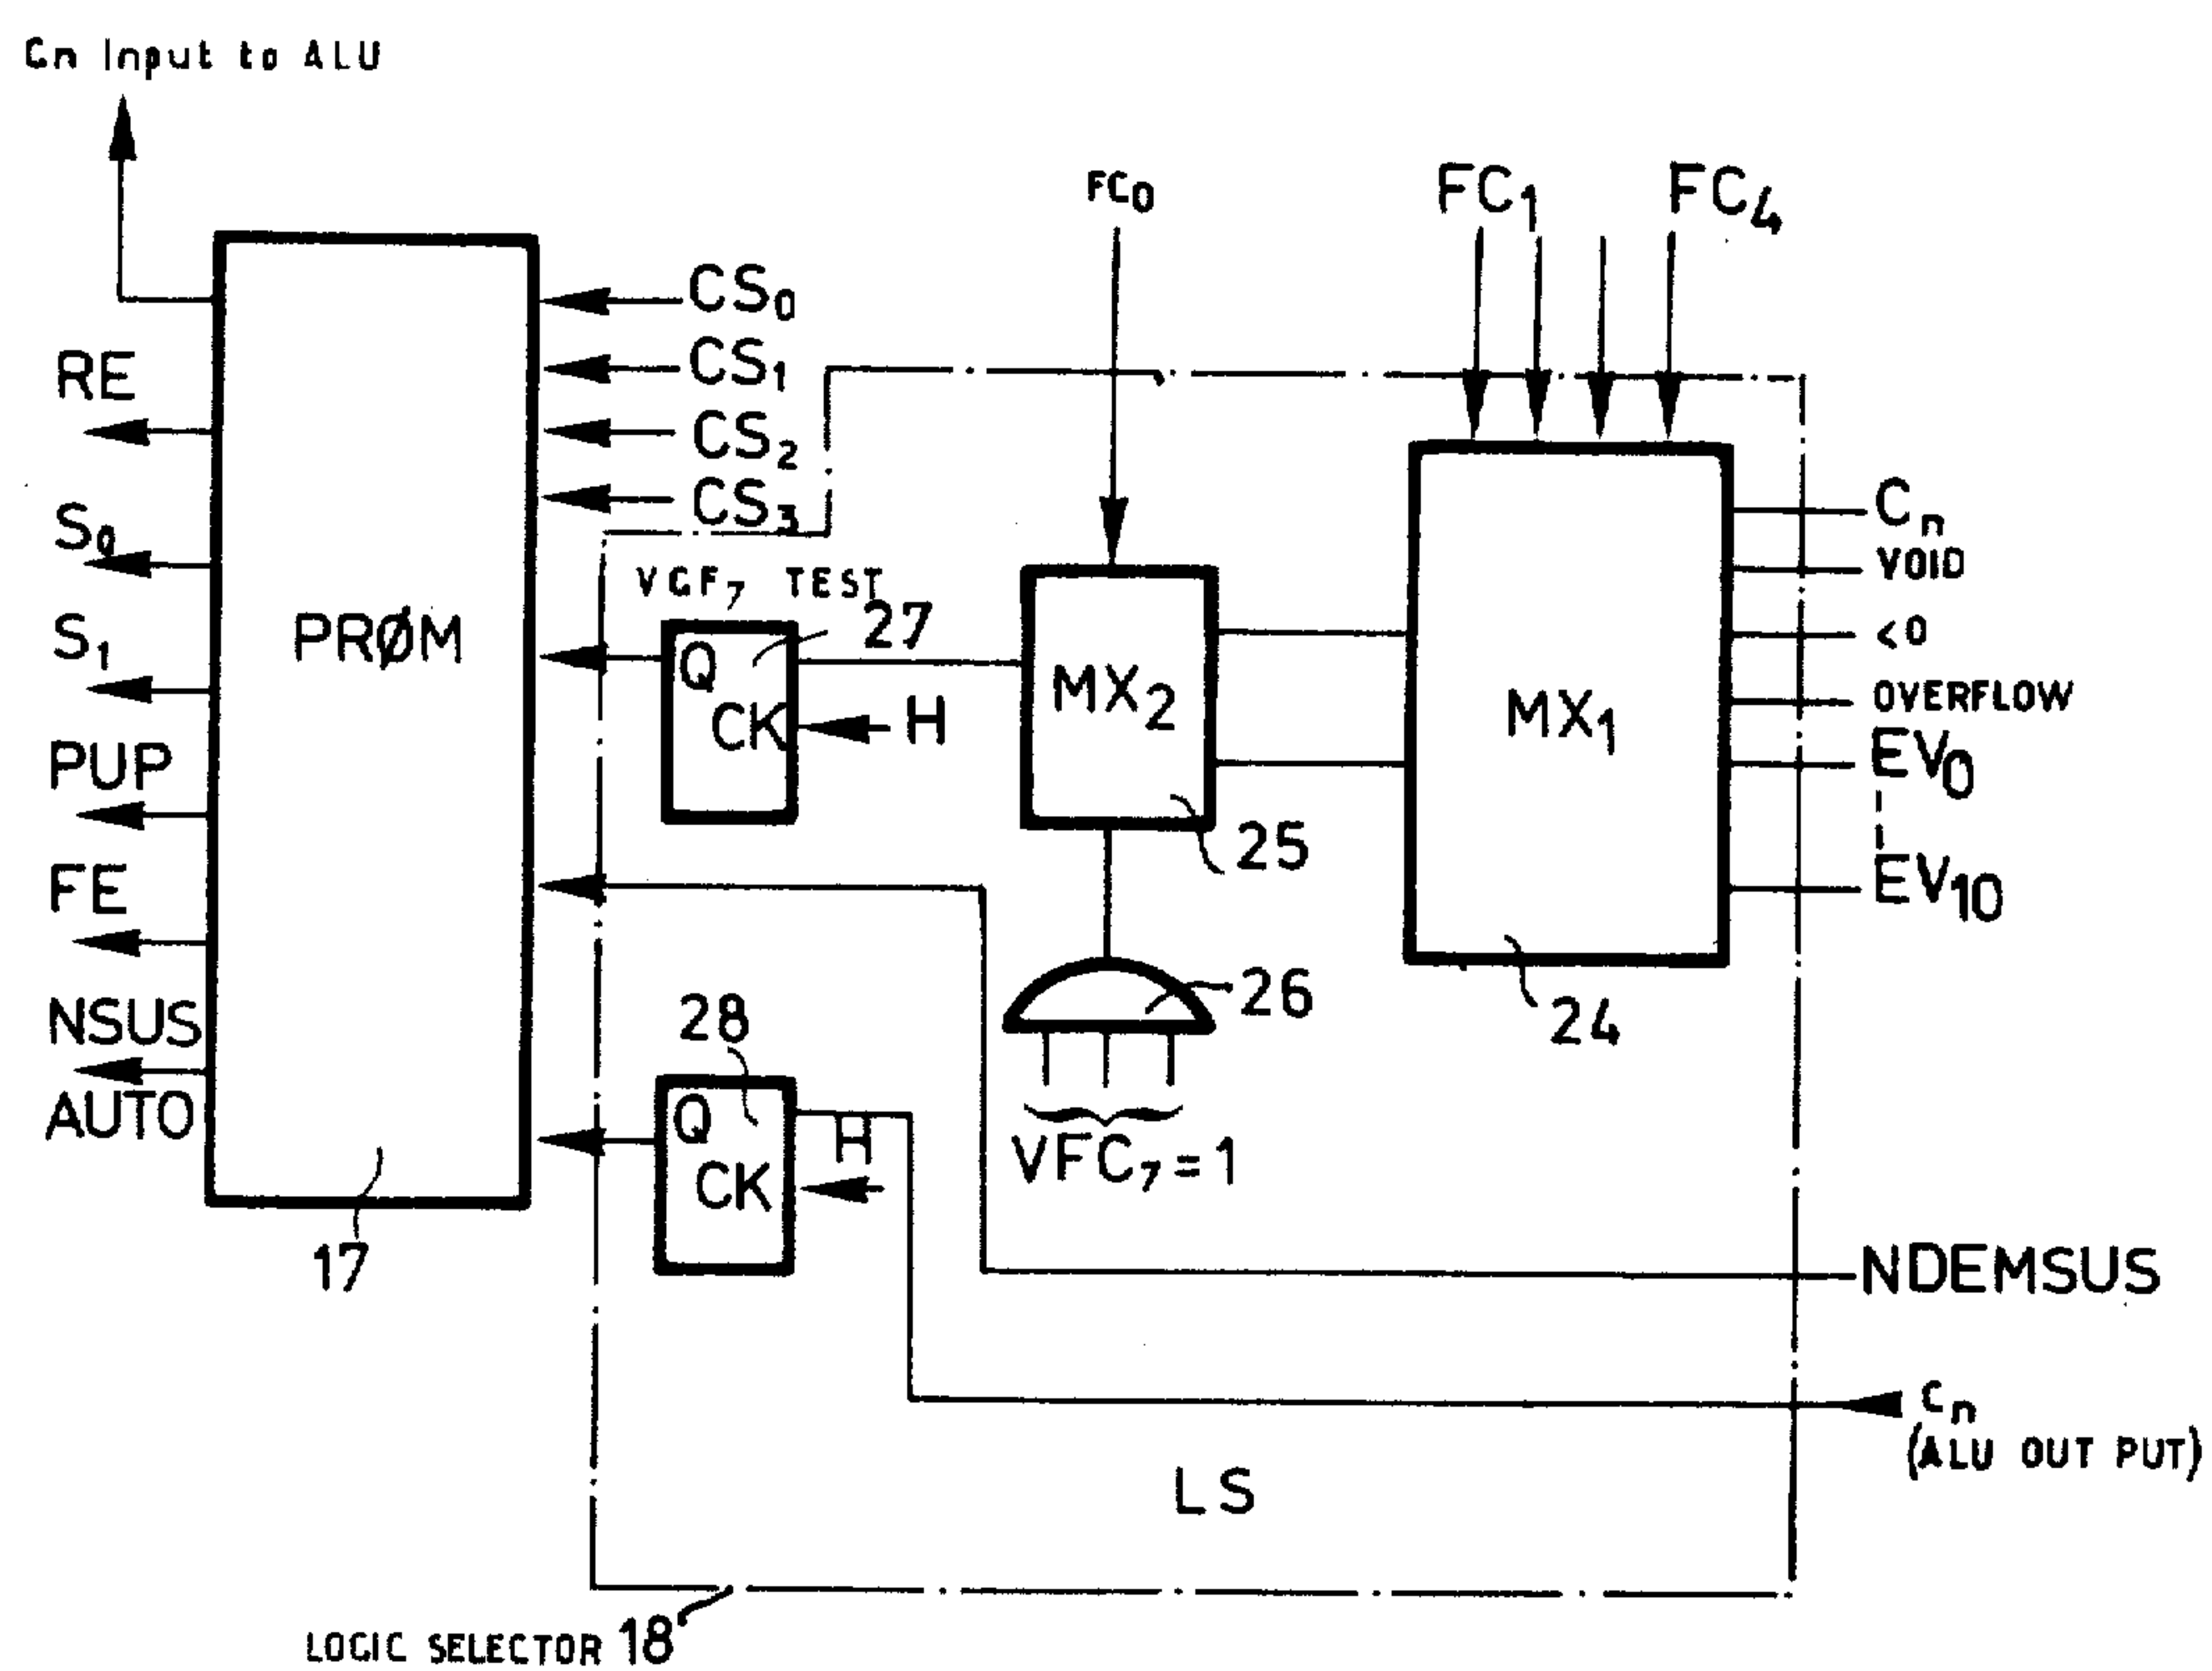 Cn Input to ALU
FC0
FC1
FC4
CS0
CS1
CS2
CS3
RE
S0
S1
PUP
FE
NSUS
AUTO
PRØM
17
VGF7 TEST
27
Q
CK
H
MX2
25
MX1
24
Cn
VOID
<0
OVERFLOW
EV0
EV10
26
VFC7=1
28
Q
CK
H
NDEMSUS
Cn
(ALU OUT PUT)
LS
LOGIC SELECTOR 18